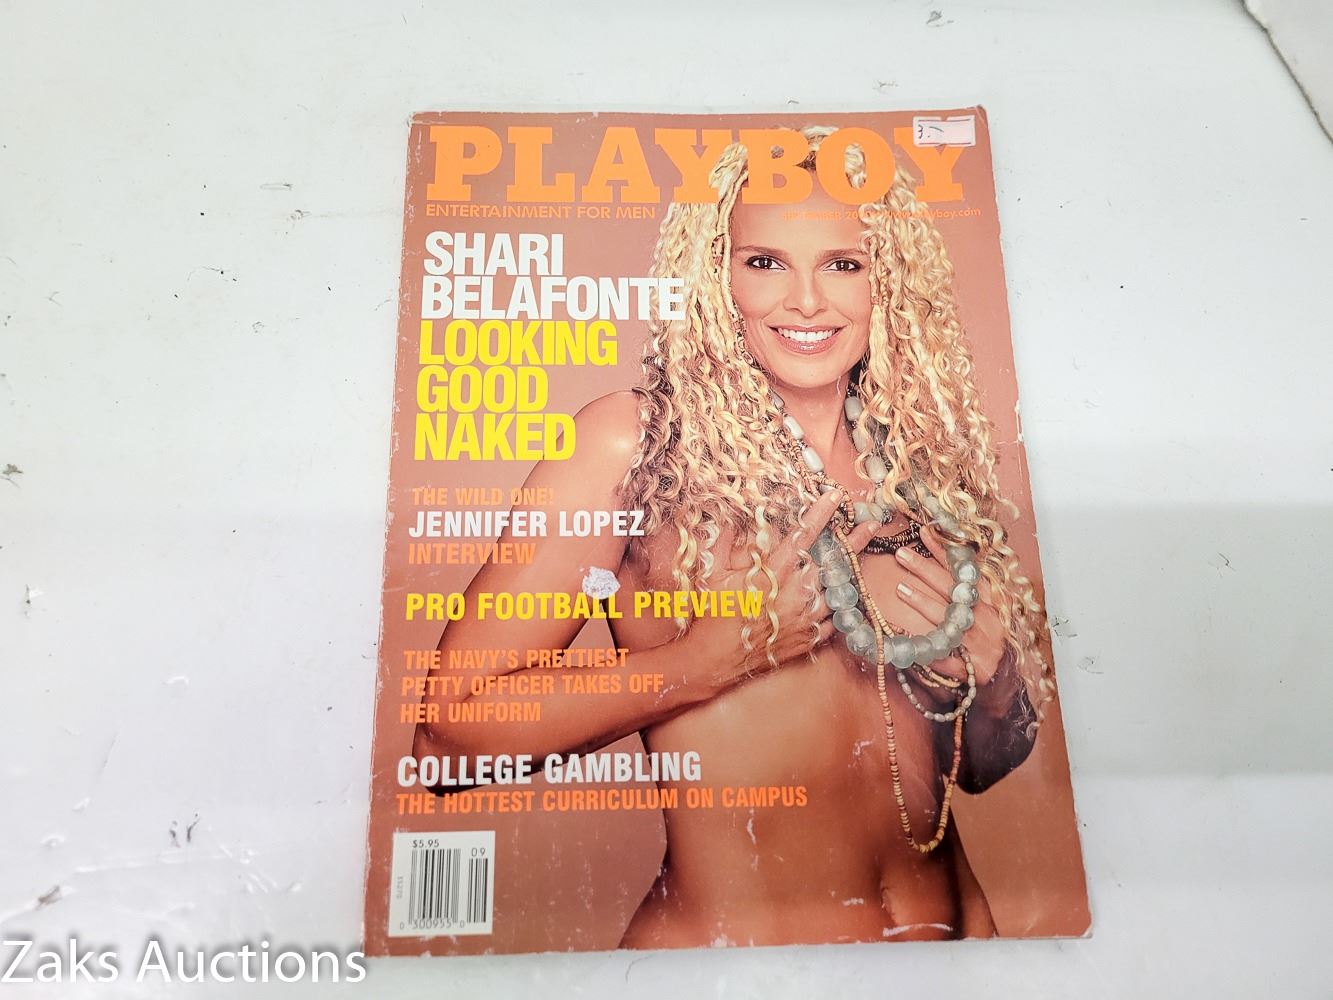 PLAYBOY
3.-
ENTERTAINMENT FOR MEN
SHARI
BELAFONTE
LOOKING
GOOD
NAKED
THE WILD ONE!
JENNIFER LOPEZ
INTERVIEW
PRO FOOTBALL PREVIEW
THE NAVY'S PRETTIEST
PETTY OFFICER TAKES OFF
HER UNIFORM
COLLEGE GAMBLING
THE HOTTEST CURRICULUM ON CAMPUS
$5.95
09
Zaks Auctions